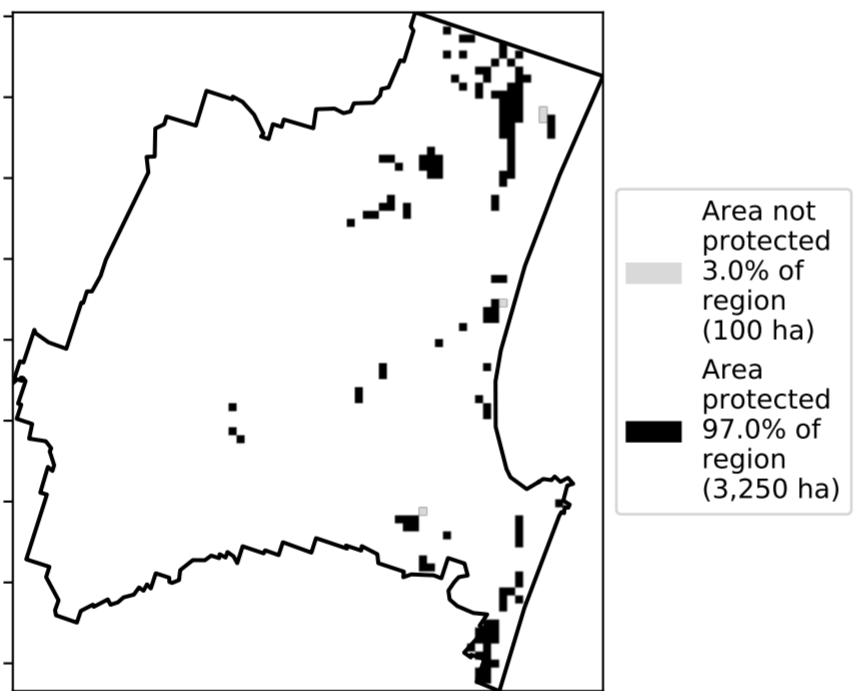 Area not
protected
3.0% of
region
(100 ha)
Area
protected
97.0% of
region
(3,250 ha)